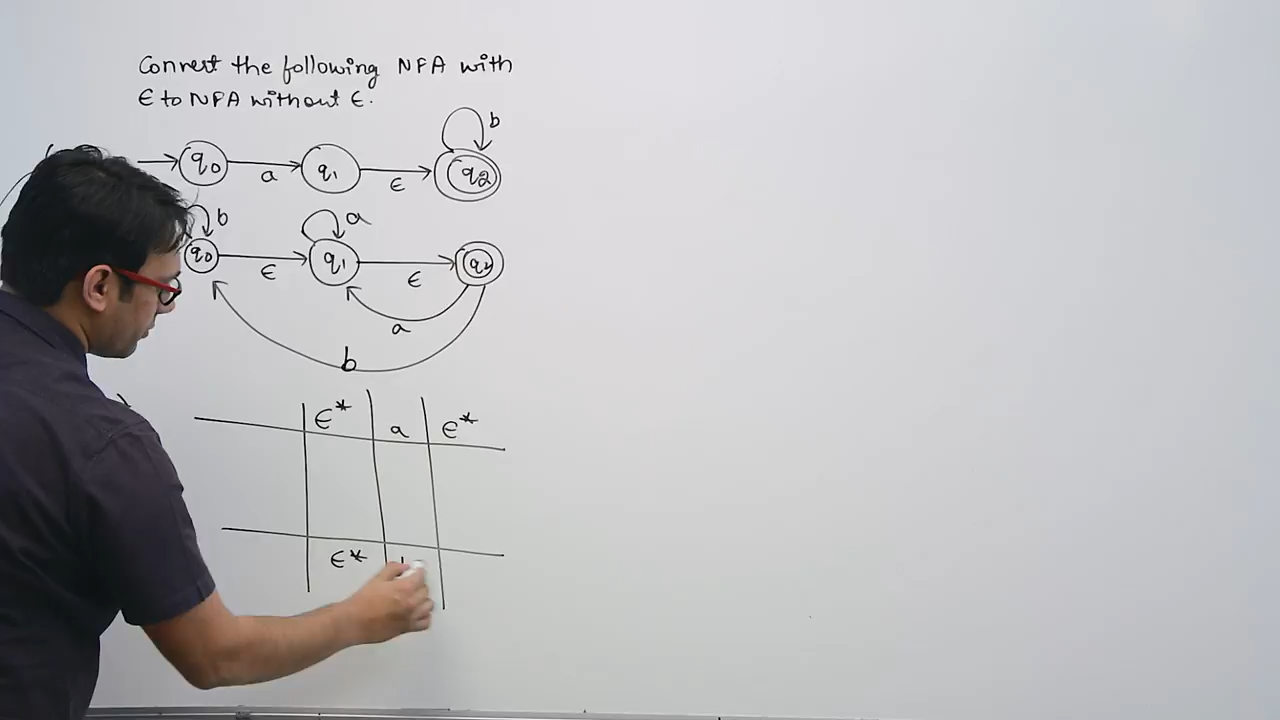 Convert the following NFA with
ϵ to NFA without ϵ.
b
q0 a q1 ϵ q2
b a
q0 ϵ q1 ϵ q2
a
b
ϵ* a ϵ*
ϵ*